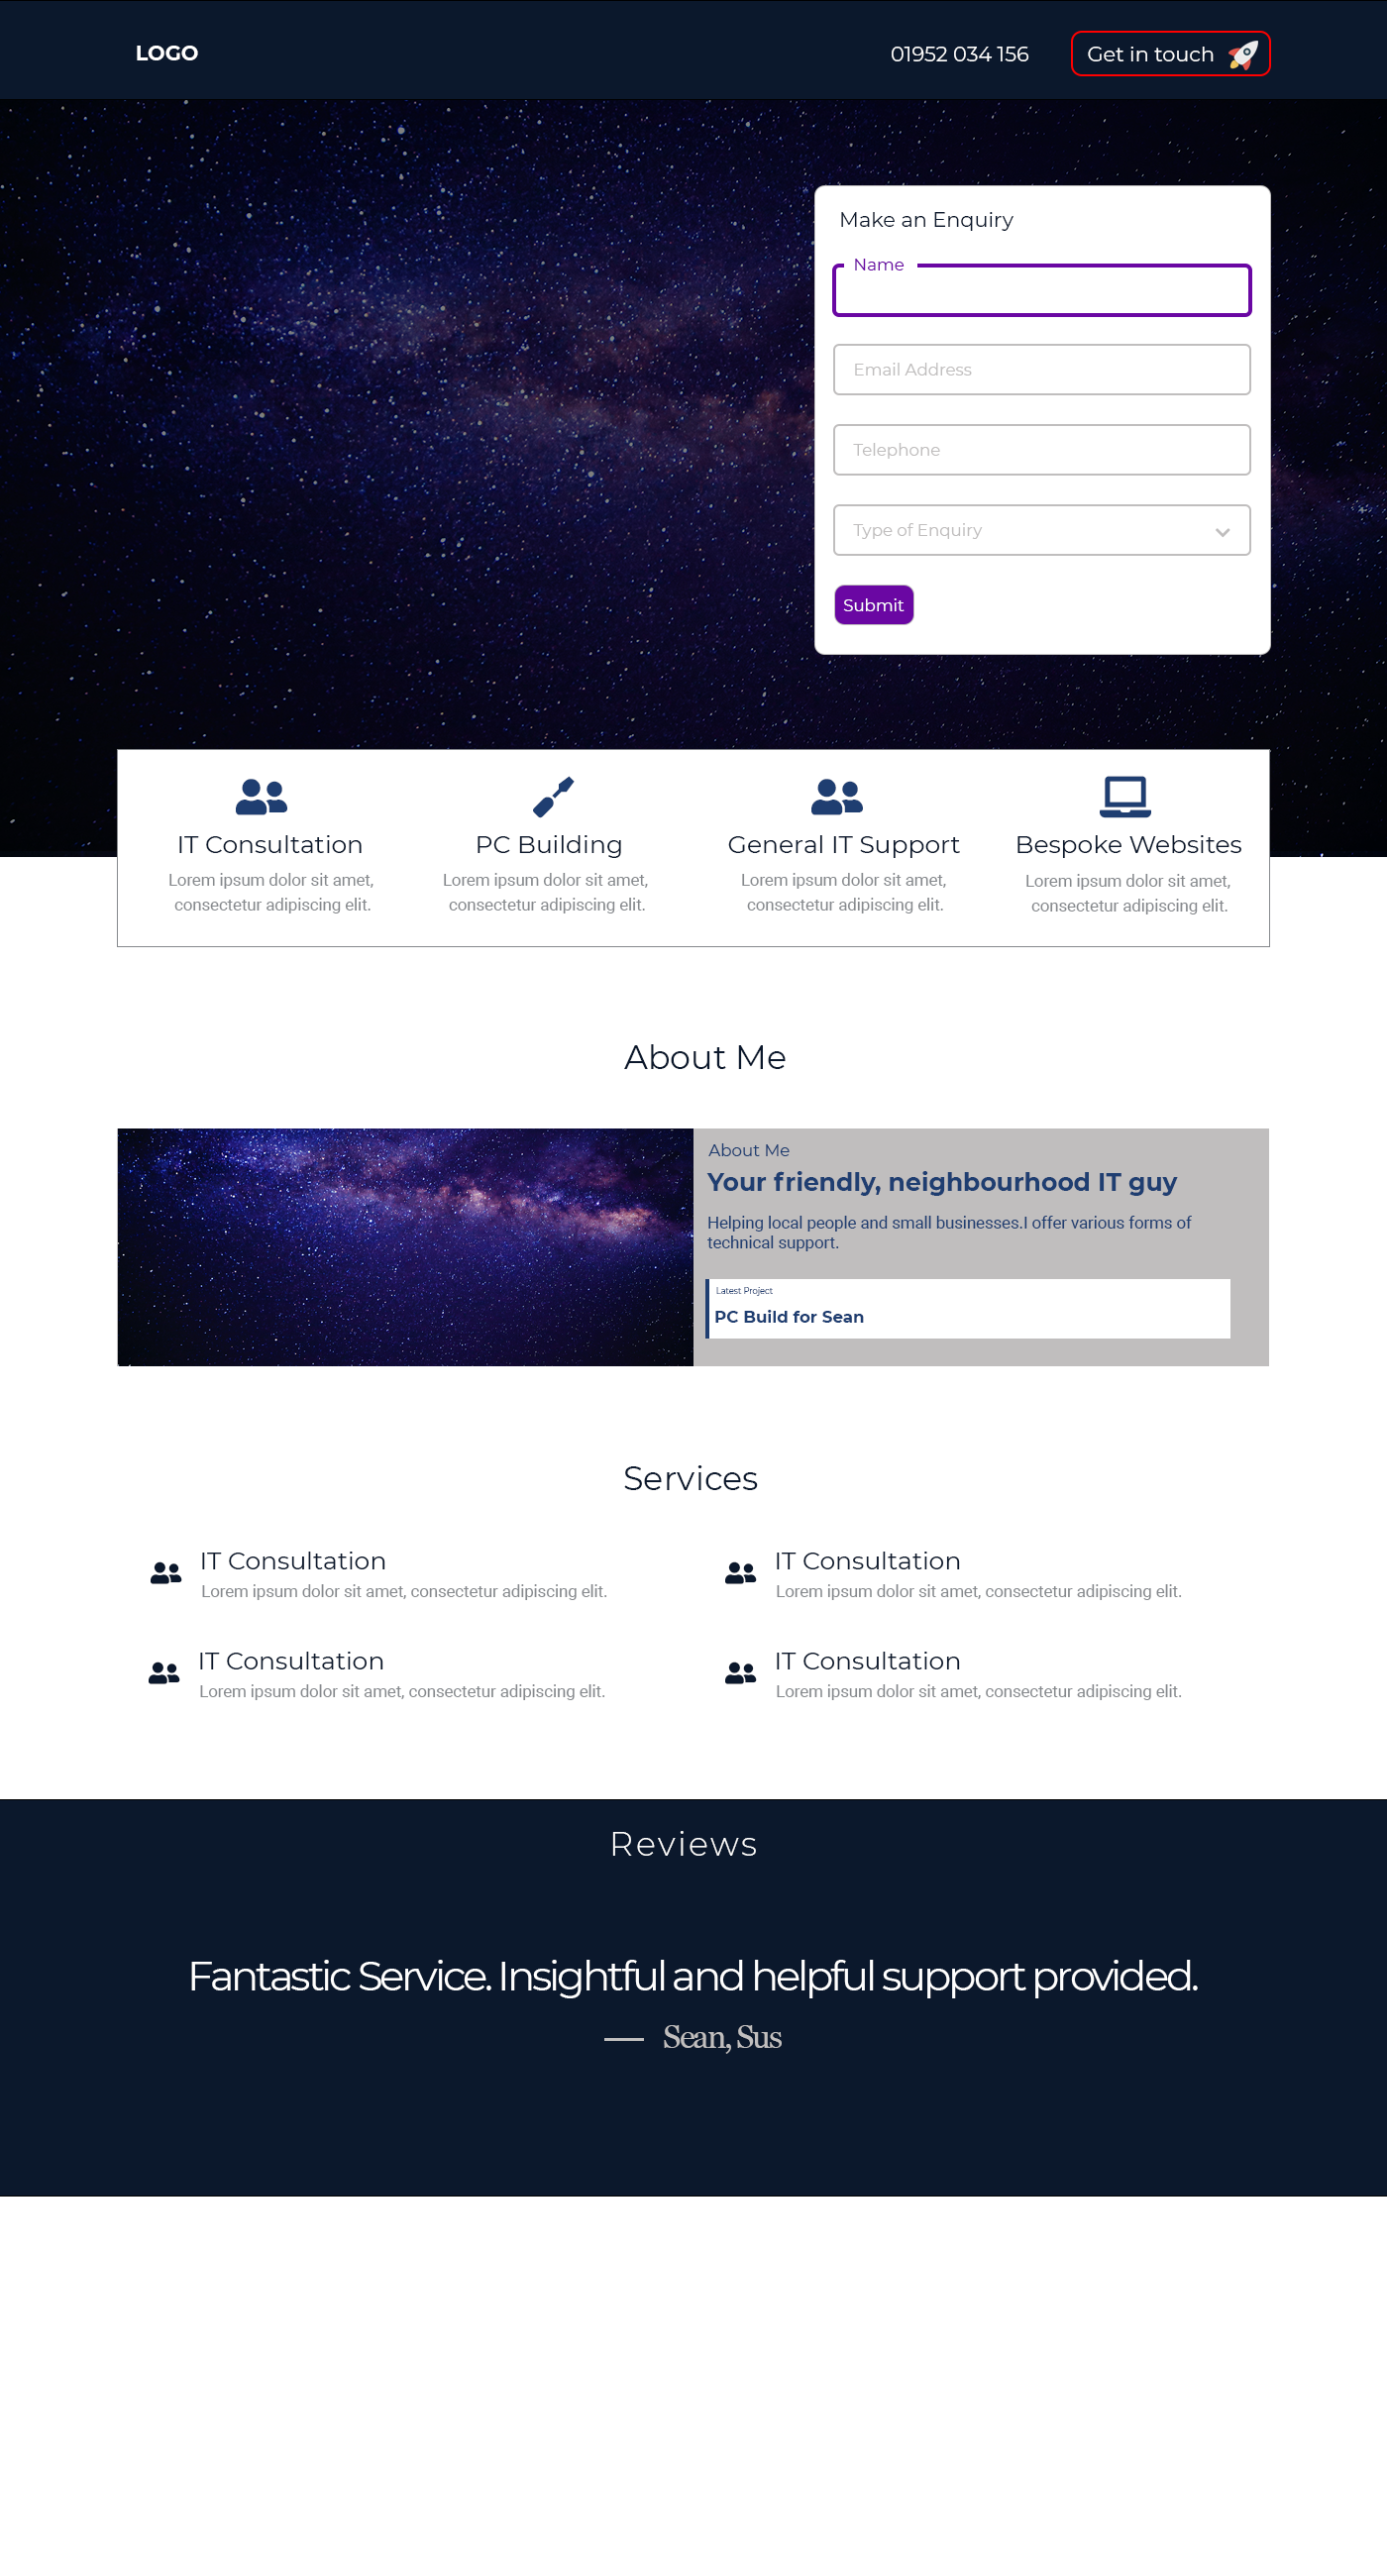 LOGO
01952 034 156
Get in touch
Make an Enquiry
Name
Email Address
Telephone
Type of Enquiry
Submit
IT Consultation
Lorem ipsum dolor sit amet,
consectetur adipiscing elit.
PC Building
Lorem ipsum dolor sit amet,
consectetur adipiscing elit.
General IT Support
Lorem ipsum dolor sit amet,
consectetur adipiscing elit.
Bespoke Websites
Lorem ipsum dolor sit amet,
consectetur adipiscing elit.
About Me
About Me
Your friendly, neighbourhood IT guy
Helping local people and small businesses.I offer various forms of
technical support.
Latest Project
PC Build for Sean
Services
IT Consultation
Lorem ipsum dolor sit amet, consectetur adipiscing elit.
IT Consultation
Lorem ipsum dolor sit amet, consectetur adipiscing elit.
IT Consultation
Lorem ipsum dolor sit amet, consectetur adipiscing elit.
IT Consultation
Lorem ipsum dolor sit amet, consectetur adipiscing elit.
Reviews
Fantastic Service. Insightful and helpful support provided.
— Sean, Sus